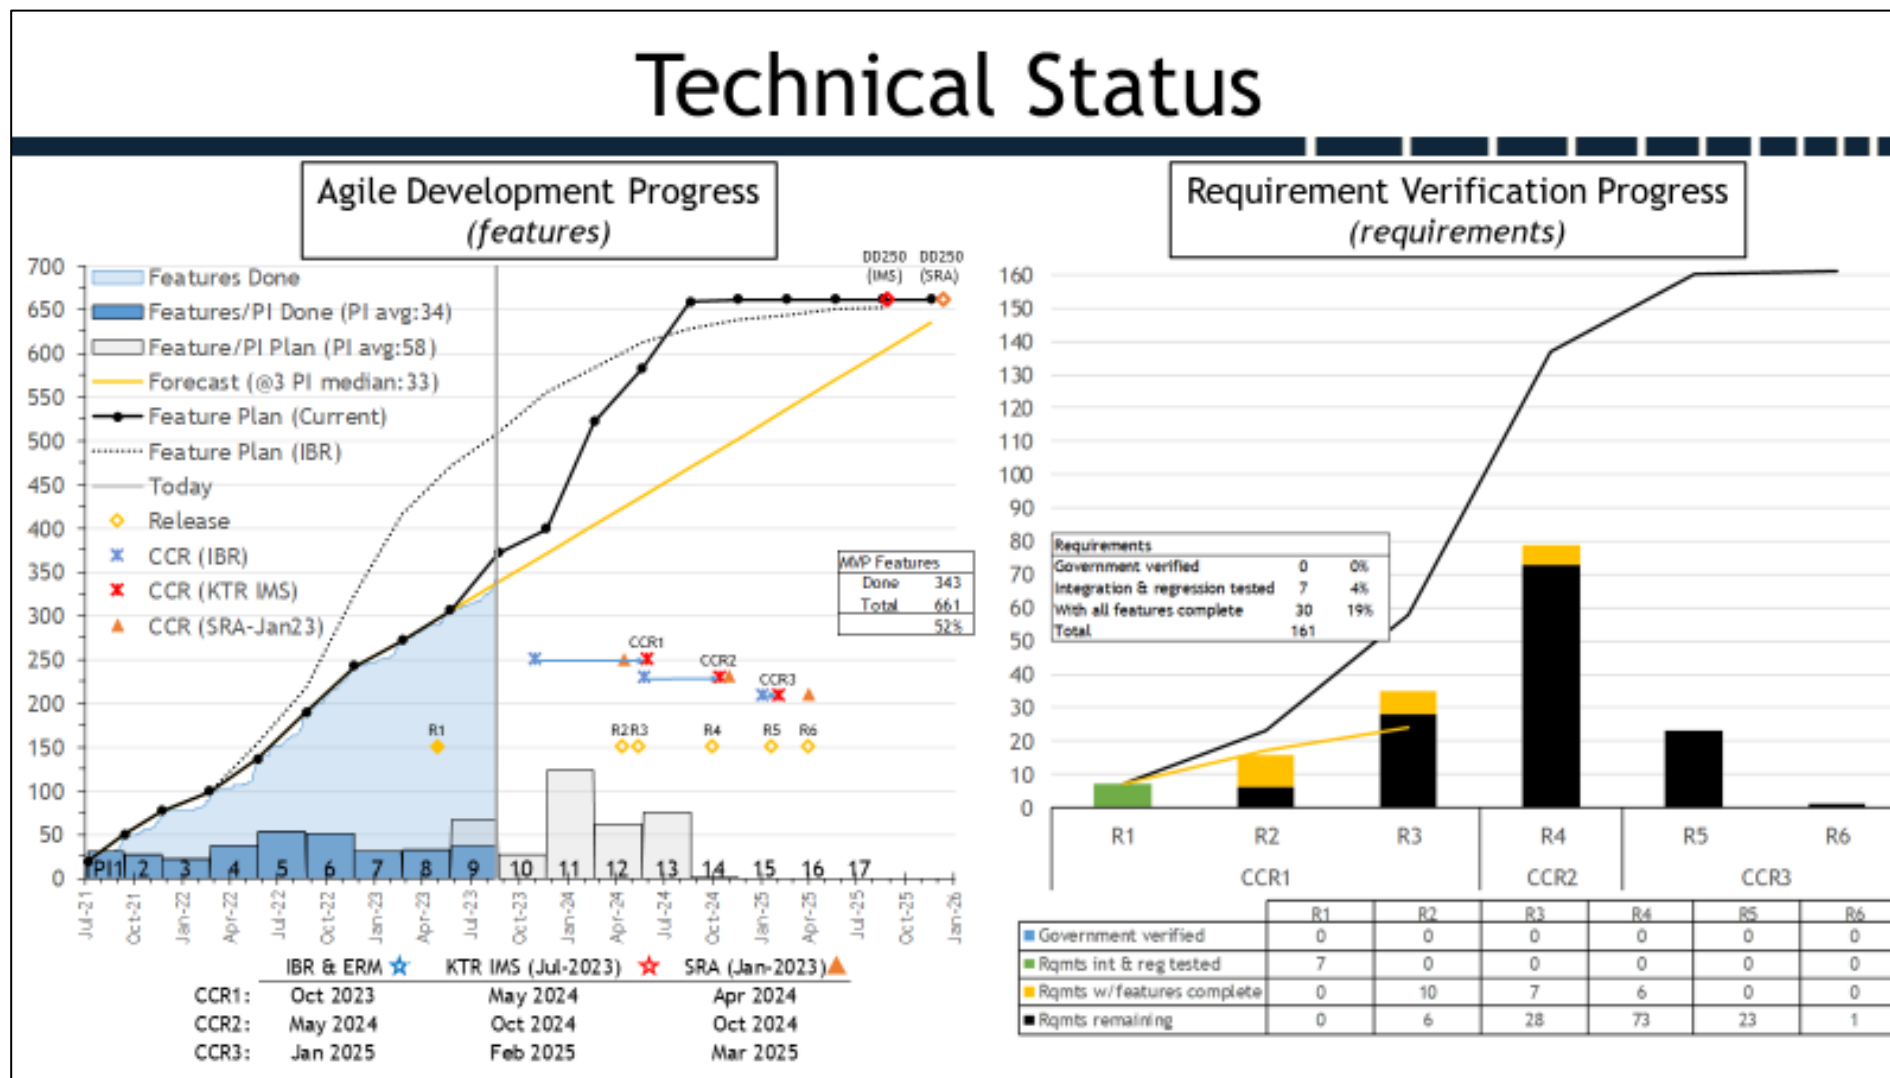 Technical Status
Agile Development Progress
(features)
DD250 DD250
(IMS) (SRA)
700
650
600
550
500
450
400
350
300
250
200
150
100
50
0
Features Done
Features/PI Done (PI avg:34)
Feature/PI Plan (PI avg:58)
Forecast (@3 PI median:33)
Feature Plan (Current)
Feature Plan (IBR)
Today
Release
CCR (IBR)
CCR (KTR IMS)
CCR (SRA-Jan23)
MVP Features
Done 343
Total 661
52%
CCR1
CCR2
CCR3
R1 R2 R3 R4 R5 R6
PI1 2 3 4 5 6 7 8 9 10 11 12 13 14 15 16 17
Jul-21 Oct-21 Jan-22 Apr-22 Jul-22 Oct-22 Jan-23 Apr-23 Jul-23 Oct-23 Jan-24 Apr-24 Jul-24 Oct-24 Jan-25 Apr-25 Jul-25 Oct-25 Jan-26
IBR & ERM KTR IMS (Jul-2023) SRA (Jan-2023)
CCR1: Oct 2023 May 2024 Apr 2024
CCR2: May 2024 Oct 2024 Oct 2024
CCR3: Jan 2025 Feb 2025 Mar 2025
Requirement Verification Progress
(requirements)
160
150
140
130
120
110
100
90
80
70
60
50
40
30
20
10
0
Requirements
Government verified 0 0%
Integration & regression tested 7 4%
With all features complete 30 19%
Total 161
R1 R2 R3 R4 R5 R6
CCR1 CCR2 CCR3
R1 R2 R3 R4 R5 R6
Government verified 0 0 0 0 0 0
Rqmts int & reg tested 7 0 0 0 0 0
Rqmts w/features complete 0 10 7 6 0 0
Rqmts remaining 0 6 28 73 23 1